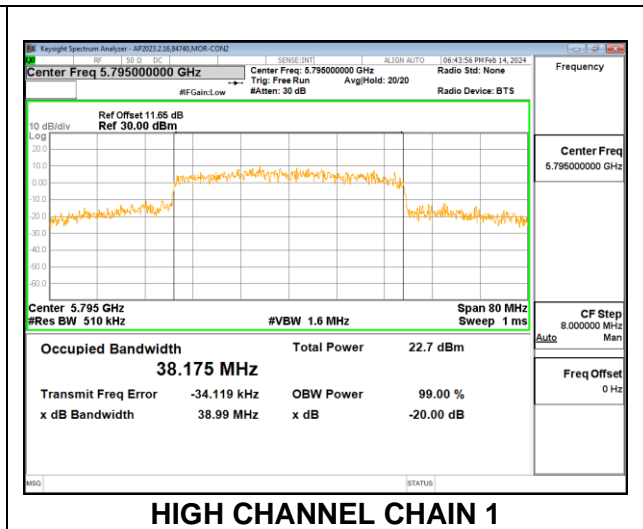 Keysight Spectrum Analyzer - AP2023.2.16,84740,MOR-CON2
RF 50 Ω DC SENSE:INT ALIGN AUTO 06:43:56 PM Feb 14, 2024
Center Freq 5.795000000 GHz Center Freq: 5.795000000 GHz Radio Std: None
Trig: Free Run Avg|Hold: 20/20
#IFGain:Low #Atten: 30 dB Radio Device: BTS
Frequency
Ref Offset 11.65 dB
10 dB/div Ref 30.00 dBm
Log
20.0
10.0
0.00
-10.0
-20.0
-30.0
-40.0
-50.0
-60.0
Center Freq
5.795000000 GHz
Center 5.795 GHz Span 80 MHz
#Res BW 510 kHz #VBW 1.6 MHz Sweep 1 ms
CF Step
8.000000 MHz
Auto Man
Occupied Bandwidth Total Power 22.7 dBm
38.175 MHz
Freq Offset
0 Hz
Transmit Freq Error -34.119 kHz OBW Power 99.00 %
x dB Bandwidth 38.99 MHz x dB -20.00 dB
MSG STATUS
HIGH CHANNEL CHAIN 1